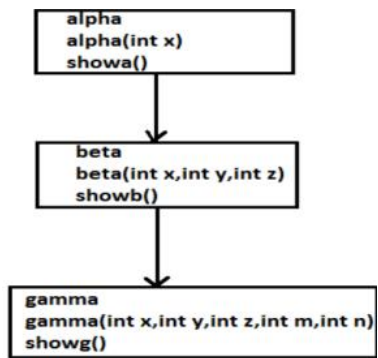 alpha
alpha(int x)
showa()
beta
beta(int x,int y,int z)
showb()
gamma
gamma(int x,int y,int z,int m,int n)
showg()